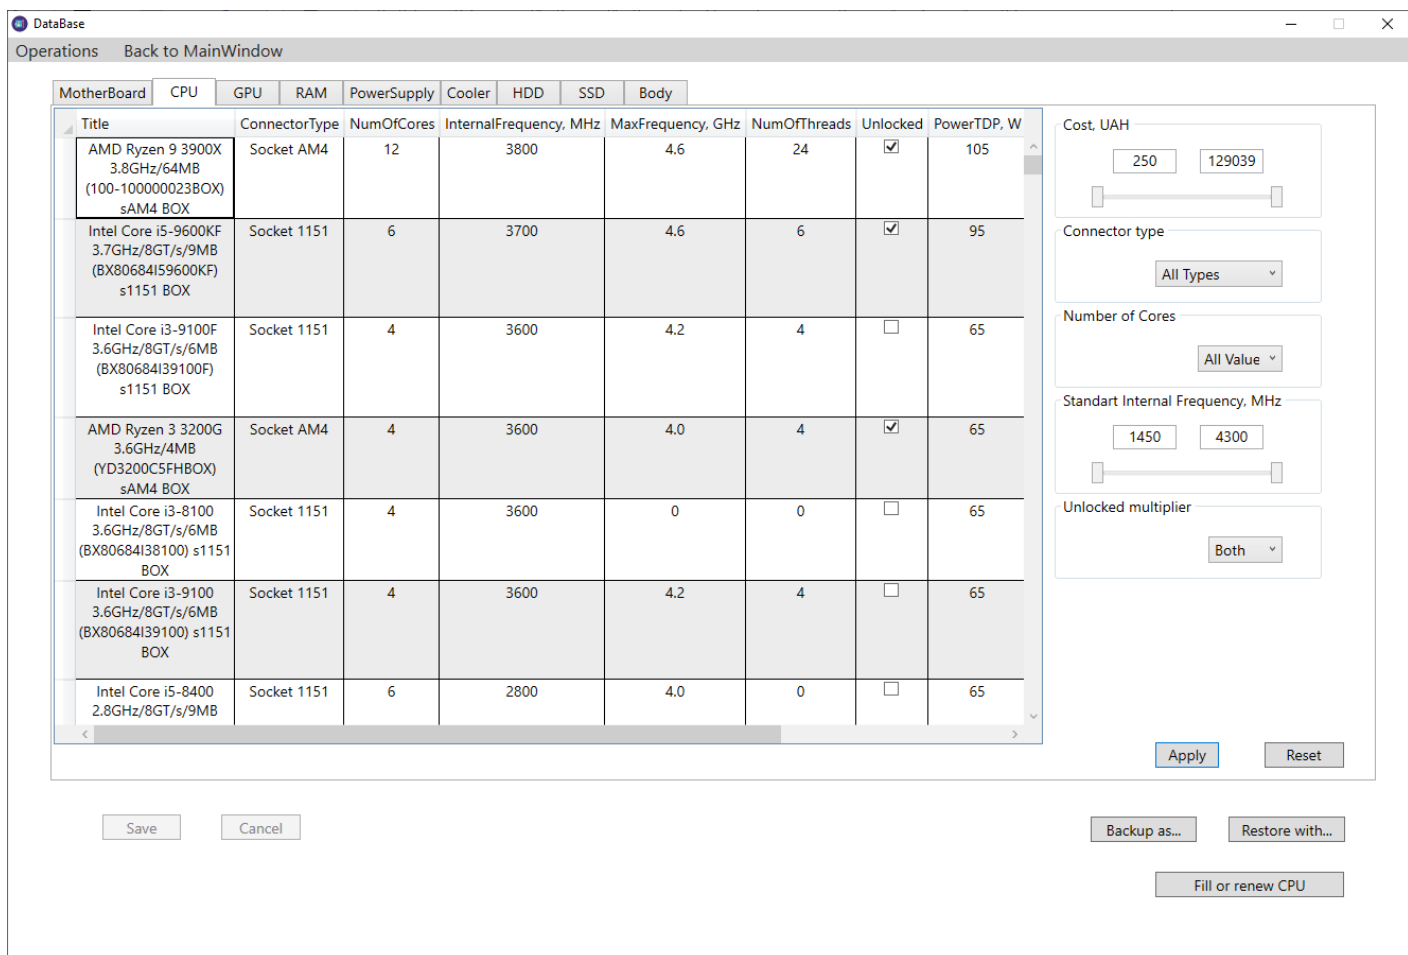 DataBase
Operations Back to MainWindow
MotherBoard CPU GPU RAM PowerSupply Cooler HDD SSD Body
Title ConnectorType NumOfCores InternalFrequency, MHz MaxFrequency, GHz NumOfThreads Unlocked PowerTDP, W
AMD Ryzen 9 3900X Socket AM4 12 3800 4.6 24 105
3.8GHz/64MB
(100-100000023BOX)
sAM4 BOX
Intel Core i5-9600KF Socket 1151 6 3700 4.6 6 95
3.7GHz/8GT/s/9MB
(BX80684I59600KF)
s1151 BOX
Intel Core i3-9100F Socket 1151 4 3600 4.2 4 65
3.6GHz/8GT/s/6MB
(BX80684I39100F)
s1151 BOX
AMD Ryzen 3 3200G Socket AM4 4 3600 4.0 4 65
3.6GHz/4MB
(YD3200C5FHBOX)
sAM4 BOX
Intel Core i3-8100 Socket 1151 4 3600 0 0 65
3.6GHz/8GT/s/6MB
(BX80684I38100) s1151
BOX
Intel Core i3-9100 Socket 1151 4 3600 4.2 4 65
3.6GHz/8GT/s/6MB
(BX80684I39100) s1151
BOX
Intel Core i5-8400 Socket 1151 6 2800 4.0 0 65
2.8GHz/8GT/s/9MB
Cost, UAH
250 129039
Connector type
All Types
Number of Cores
All Value
Standart Internal Frequency, MHz
1450 4300
Unlocked multiplier
Both
Apply Reset
Save Cancel
Backup as... Restore with...
Fill or renew CPU